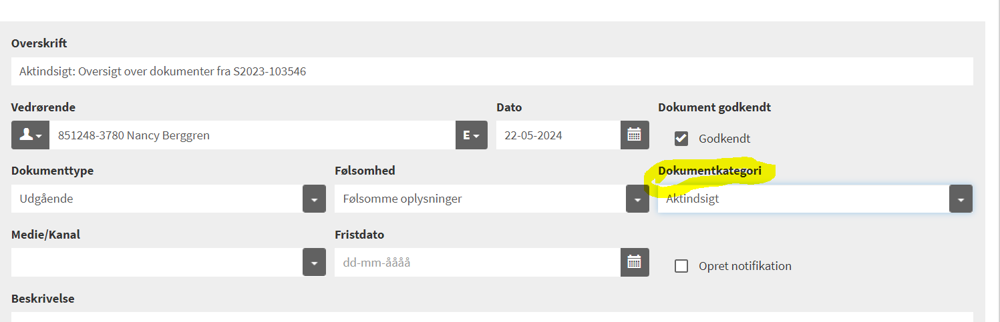 Overskrift
Aktindsigt: Oversigt over dokumenter fra S2023-103546
Vedrørende Dato Dokument godkendt
851248-3780 Nancy Berggren E 22-05-2024 Godkendt
Dokumenttype Følsomhed Dokumentkategori
Udgående Følsomme oplysninger Aktindsigt
Medie/Kanal Fristdato
dd-mm-åååå Opret notifikation
Beskrivelse